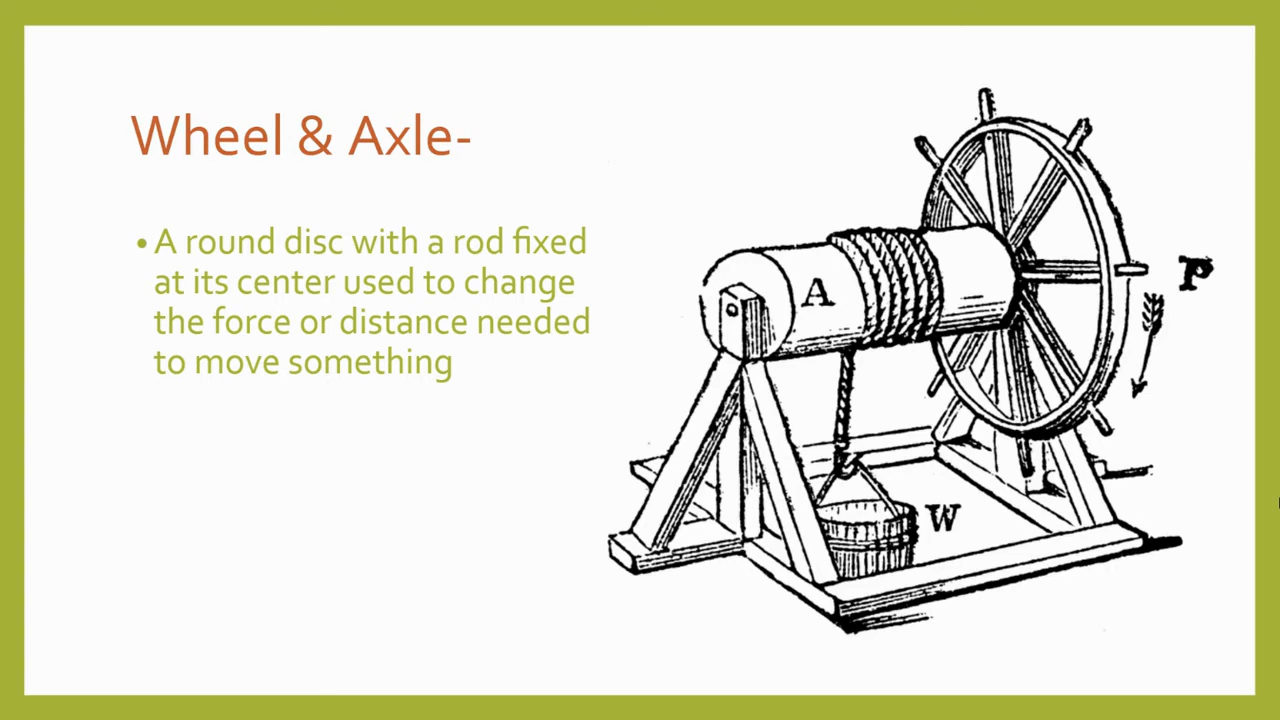 Wheel & Axle-
• A round disc with a rod fixed
at its center used to change
the force or distance needed
to move something
A
P
W